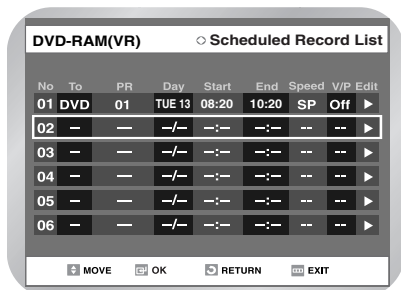 DVD-RAM(VR) Scheduled Record List
No To PR Day Start End Speed V/P Edit
01 DVD 01 TUE 13 08:20 10:20 SP Off ►
02 – — –/– –:– –:– -- -- ►
03 – — –/– –:– –:– -- -- ►
04 – — –/– –:– –:– -- -- ►
05 – — –/– –:– –:– -- -- ►
06 – — –/– –:– –:– -- -- ►
MOVE OK RETURN EXIT